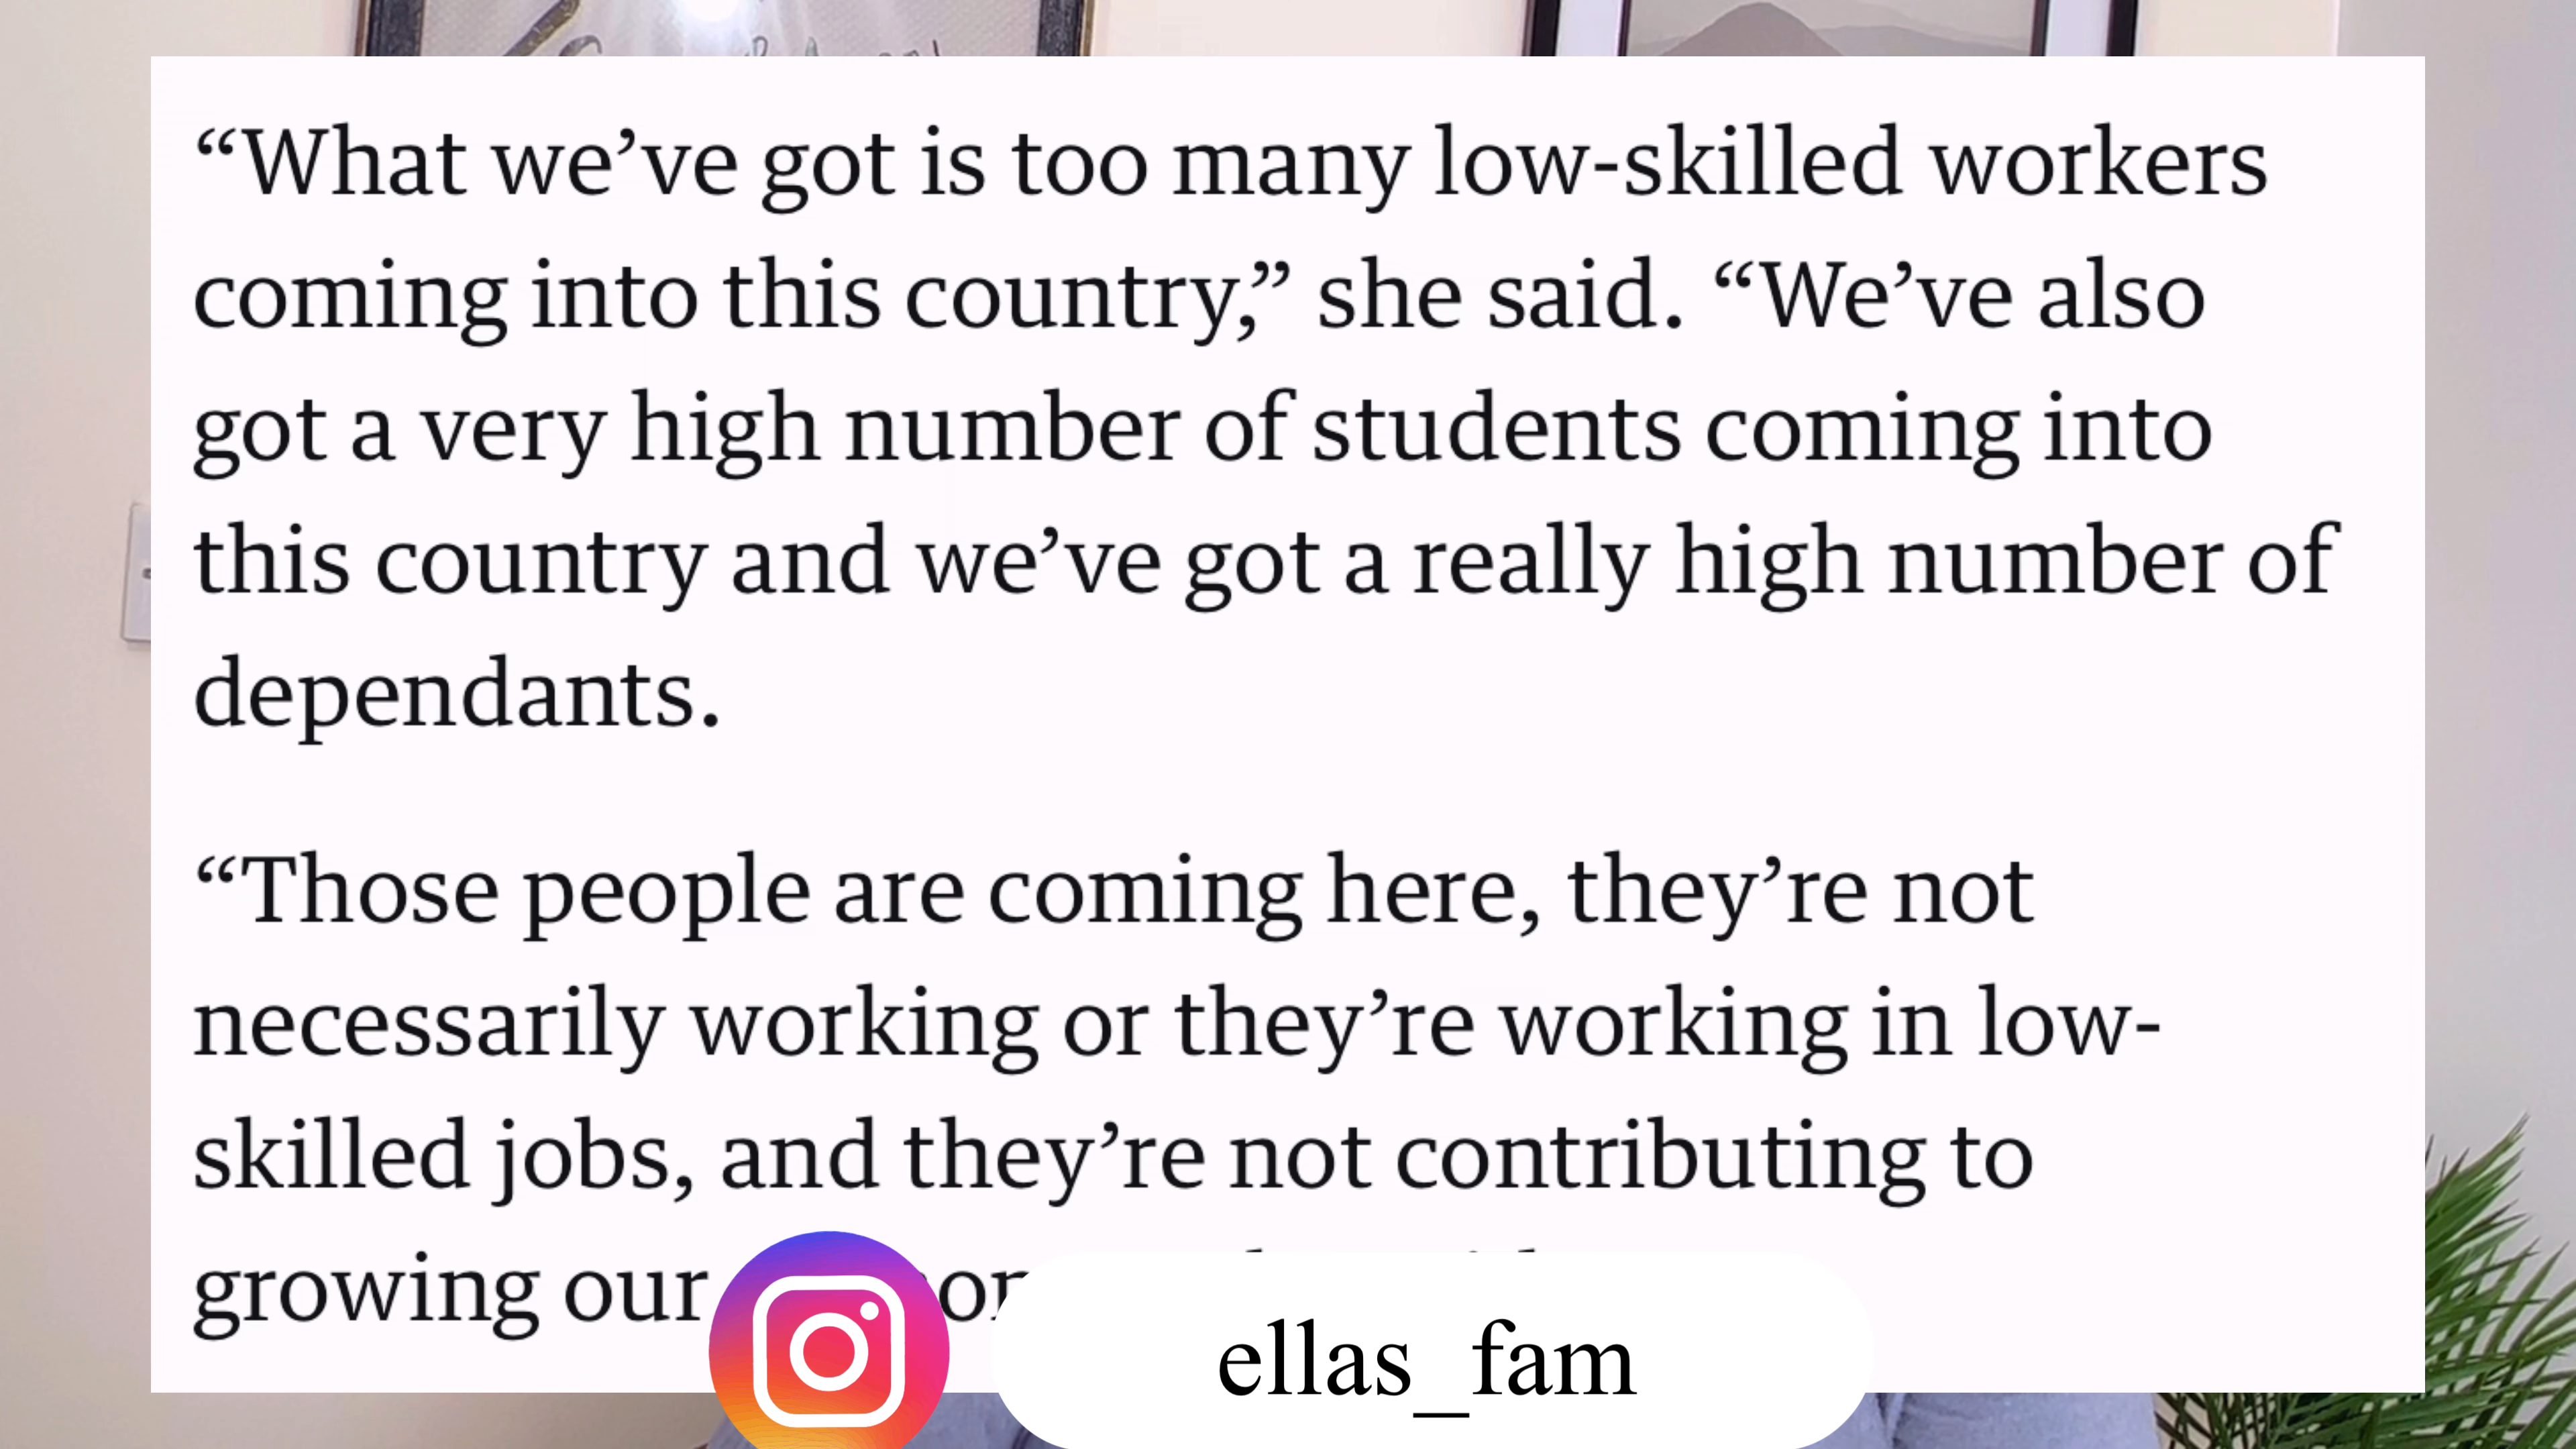 “What we’ve got is too many low-skilled workers
coming into this country,” she said. “We’ve also
got a very high number of students coming into
this country and we’ve got a really high number of
dependants.
“Those people are coming here, they’re not
necessarily working or they’re working in low-
skilled jobs, and they’re not contributing to
growing our
ellas_fam